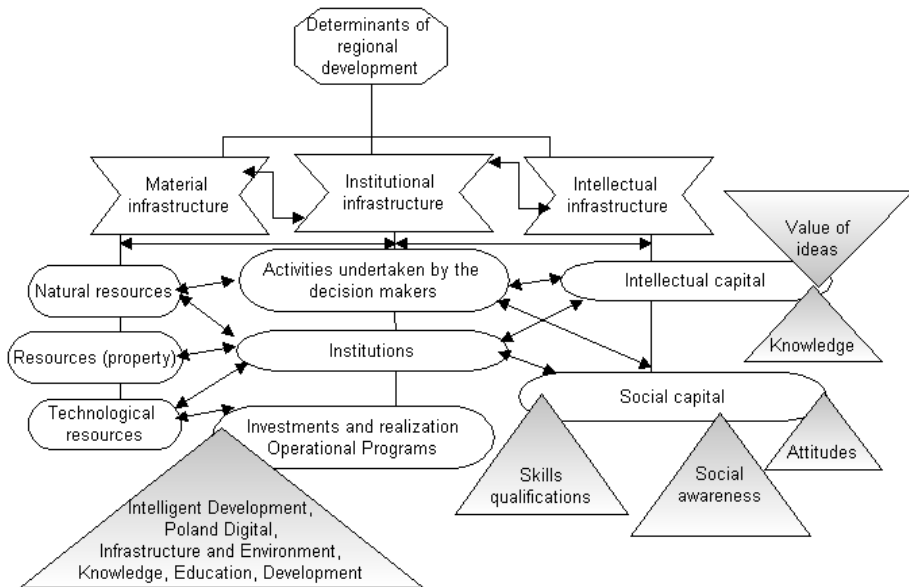 Determinants of
regional
development
Material
infrastructure
Institutional
infrastructure
Intellectual
infrastructure
Value of
ideas
Natural resources
Activities undertaken by the
decision makers
Intellectual capital
Resources (property)
Institutions
Knowledge
Technological
resources
Investments and realization
Operational Programs
Social capital
Skills
qualifications
Social
awareness
Attitudes
Intelligent Development,
Poland Digital,
Infrastructure and Environment,
Knowledge, Education, Development